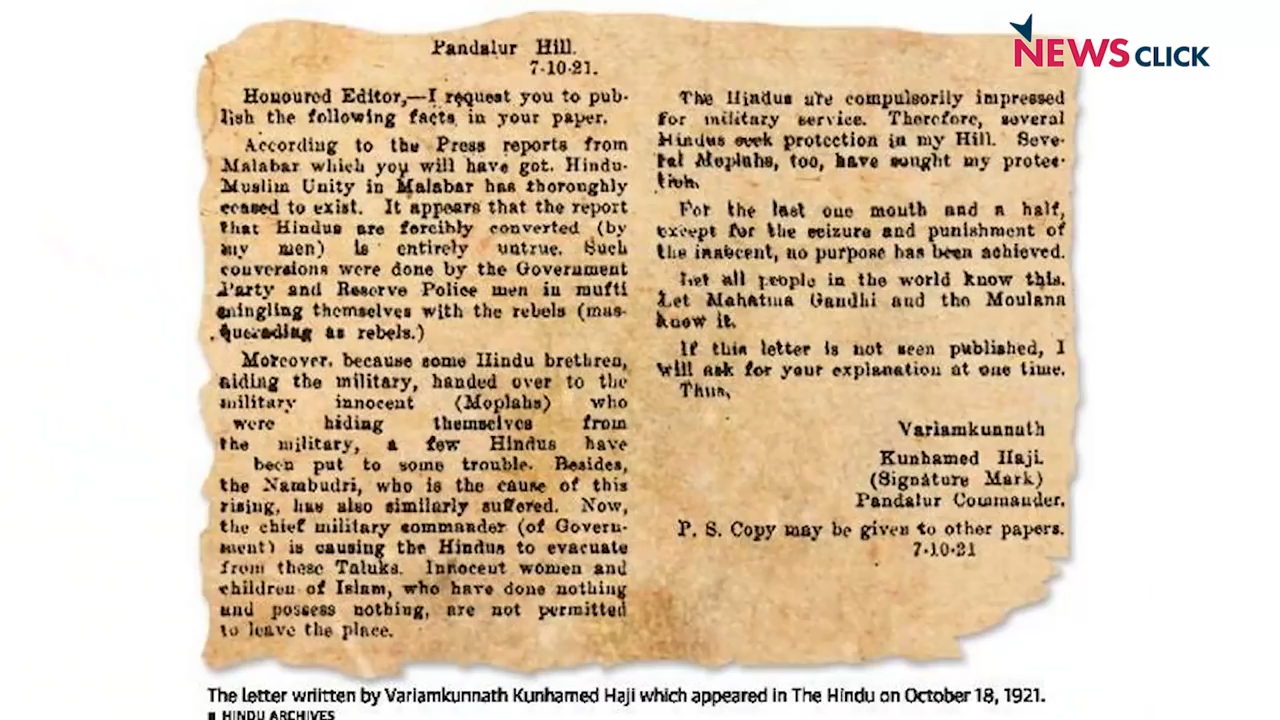 NEWSCLICK
Pandalur Hill.
7-10-21.
Honoured Editor,—I request you to pub-
lish the following facts in your paper.
According to the Press reports from
Malabar which you will have got. Hindu-
Muslim Unity in Malabar has thoroughly
ceased to exist. It appears that the report
that Hindus are forcibly converted (by
my men) is entirely untrue. Such
conversions were done by the Government
Party and Reserve Police men in mufti
mingling themselves with the rebels (mas-
querading as rebels.)
Moreover, because some Hindu brethren,
aiding the military, handed over to the
military innocent (Moplahs) who
were hiding themselves from
the military, a few Hindus have
been put to some trouble. Besides,
the Nambudri, who is the cause of this
rising, has also similarly suffered. Now,
the chief military commander (of Govern-
ment) is causing the Hindus to evacuate
from these Taluks. Innocent women and
children of Islam, who have done nothing
and possess nothing, are not permitted
to leave the place.
The Hindus are compulsorily impressed
for military service. Therefore, several
Hindus seek protection in my Hill. Seve-
ral Moplahs, too, have sought my protec-
tion.
For the last one mouth and a half,
except for the seizure and punishment of
the innocent, no purpose has been achieved.
Let all people in the world know this.
Let Mahatma Gandhi and the Moulana
know it.
If this letter is not seen published, I
will ask for your explanation at one time.
Thus,
Variamkunnath
Kunhamed Haji.
(Signature Mark)
Pandalur Commander.
P. S. Copy may be given to other papers.
7-10-21
The letter wriitten by Variamkunnath Kunhamed Haji which appeared in The Hindu on October 18, 1921.
HINDU ARCHIVES